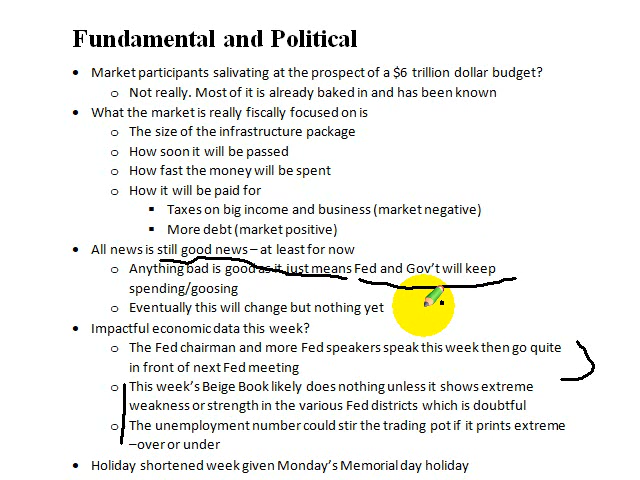 Fundamental and Political
• Market participants salivating at the prospect of a $6 trillion dollar budget?
o Not really. Most of it is already baked in and has been known
• What the market is really fiscally focused on is
o The size of the infrastructure package
o How soon it will be passed
o How fast the money will be spent
o How it will be paid for
▪ Taxes on big income and business (market negative)
▪ More debt (market positive)
• All news is still good news – at least for now
o Anything bad is good as it just means Fed and Gov't will keep
spending/goosing
o Eventually this will change but nothing yet
• Impactful economic data this week?
o The Fed chairman and more Fed speakers speak this week then go quite
in front of next Fed meeting
o This week's Beige Book likely does nothing unless it shows extreme
weakness or strength in the various Fed districts which is doubtful
o The unemployment number could stir the trading pot if it prints extreme
–over or under
• Holiday shortened week given Monday's Memorial day holiday